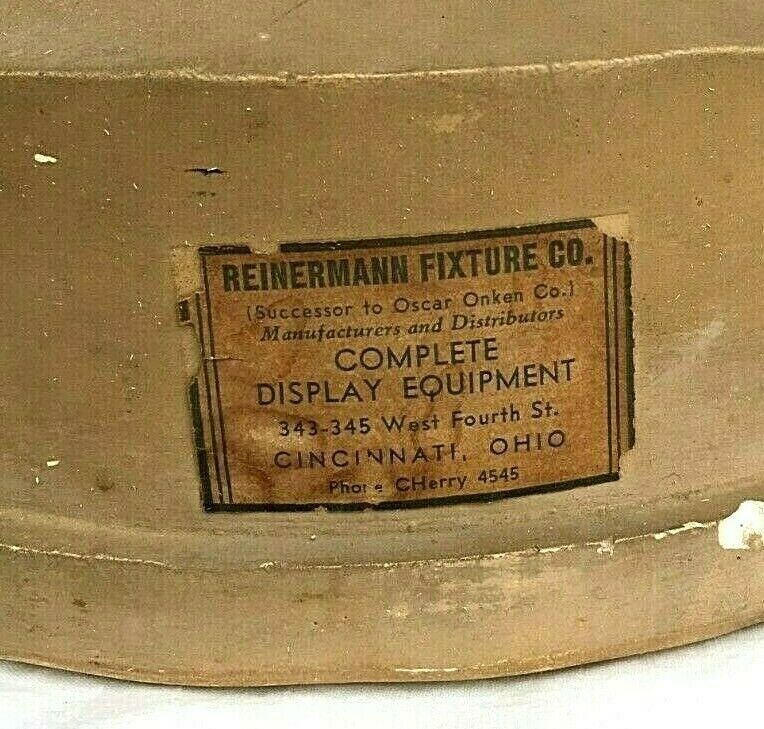 REINERMANN FIXTURE CO.
(Successor to Oscar Onken Co.)
Manufacturers and Distributors
COMPLETE
DISPLAY EQUIPMENT
343-345 West Fourth St.
CINCINNATI, OHIO
Phone CHerry 4545